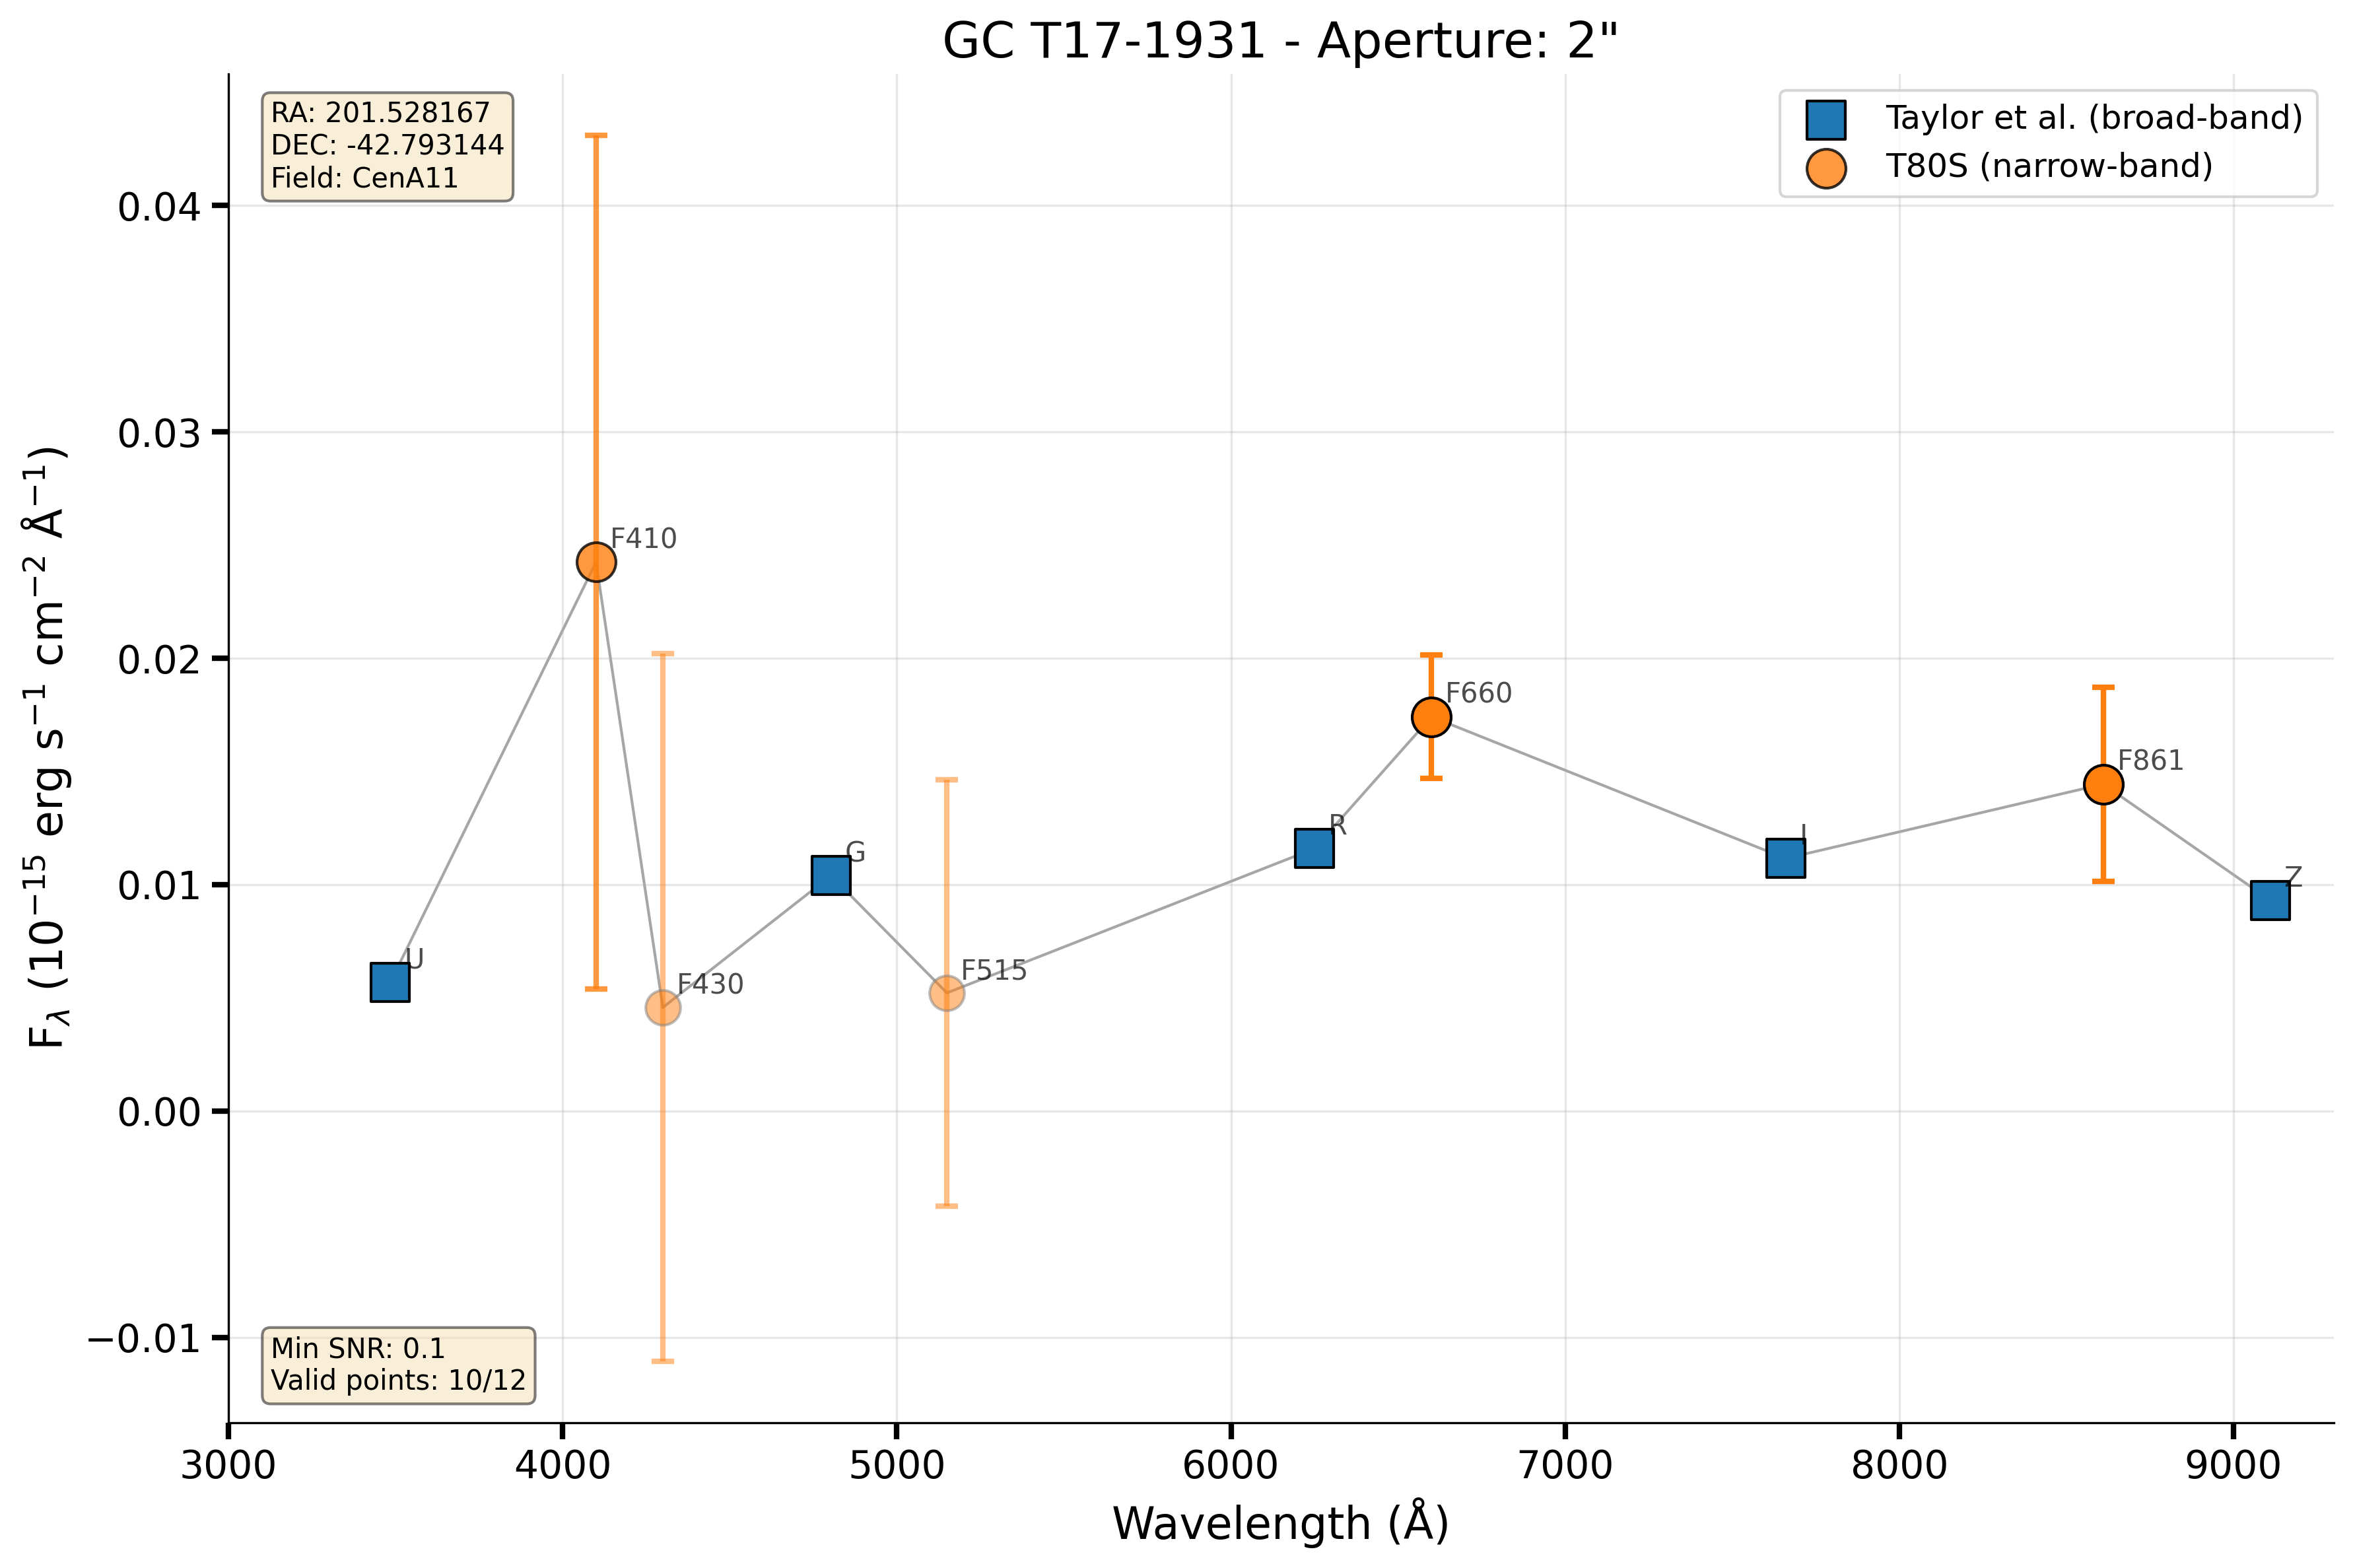 GC T17-1931 - Aperture: 2"
RA: 201.528167
DEC: -42.793144
Field: CenA11
Taylor et al. (broad-band)
T80S (narrow-band)
0.04
0.03
0.02
0.01
0.00
−0.01
F410
F660
F861
G
R
I
Z
U
F430
F515
Min SNR: 0.1
Valid points: 10/12
3000
4000
5000
6000
7000
8000
9000
Wavelength (Å)
Fλ (10⁻¹⁵ erg s⁻¹ cm⁻² Å⁻¹)